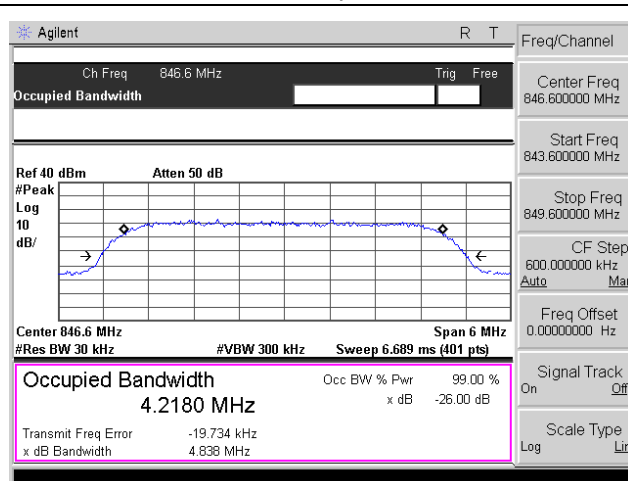 Agilent R T
Freq/Channel
Ch Freq 846.6 MHz Trig Free
Occupied Bandwidth
Center Freq
846.600000 MHz
Start Freq
843.600000 MHz
Stop Freq
849.600000 MHz
CF Step
600.000000 kHz
Auto Mar
Freq Offset
0.00000000 Hz
Signal Track
On Off
Scale Type
Log Lin
Ref 40 dBm Atten 50 dB
#Peak
Log
10
dB/
Center 846.6 MHz Span 6 MHz
#Res BW 30 kHz #VBW 300 kHz Sweep 6.689 ms (401 pts)
Occupied Bandwidth Occ BW % Pwr 99.00 %
4.2180 MHz x dB -26.00 dB
Transmit Freq Error -19.734 kHz
x dB Bandwidth 4.838 MHz